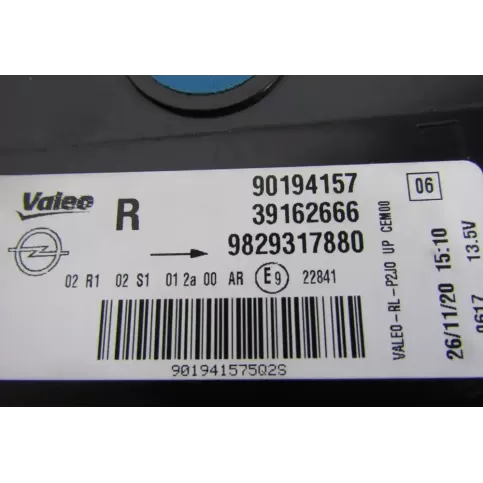 Valeo
R
90194157
39162666
9829317880
06
02 R1 02 S1 01 2a 00 AR E9 22841
901941575Q2S
VALEO-RL-P2JO UP CEM00
26/11/20 15:10
13.5V